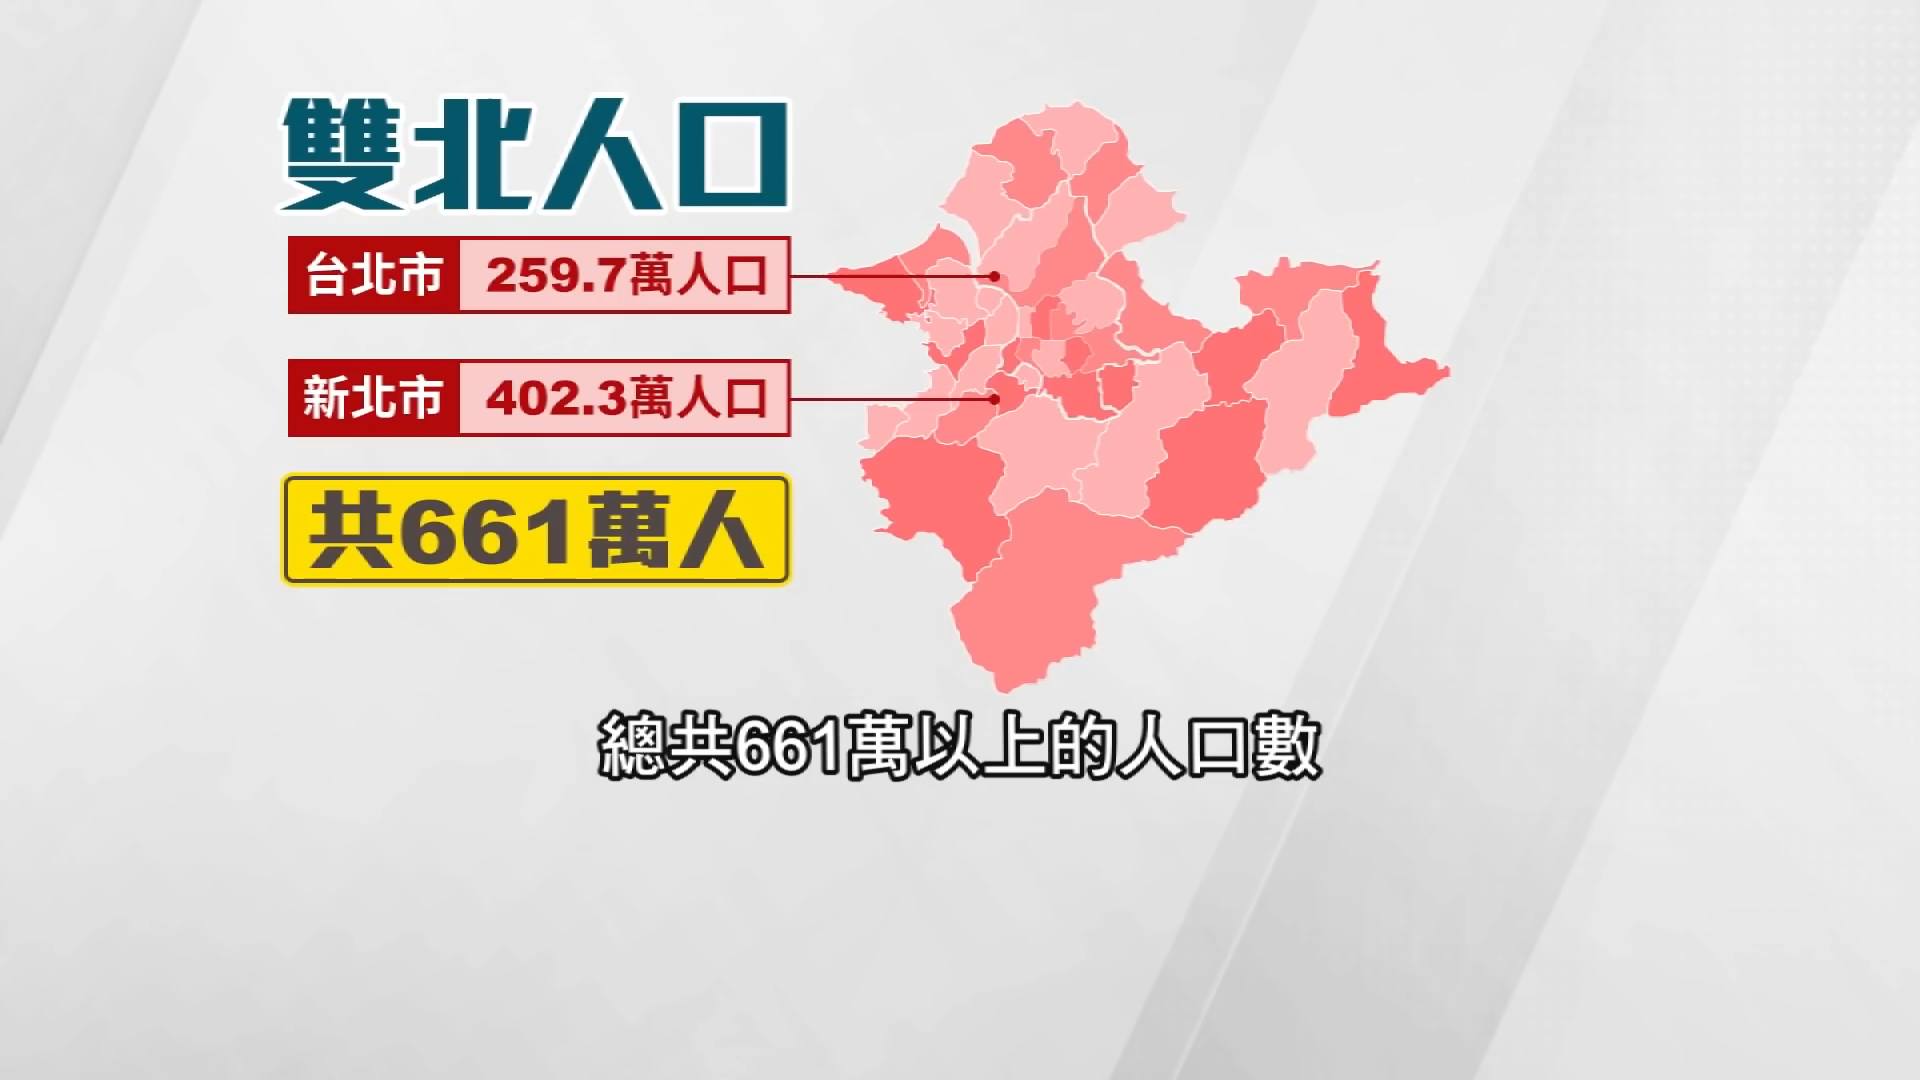 雙北人口
台北市 259.7萬人口
新北市 402.3萬人口
共661萬人
總共661萬以上的人口數